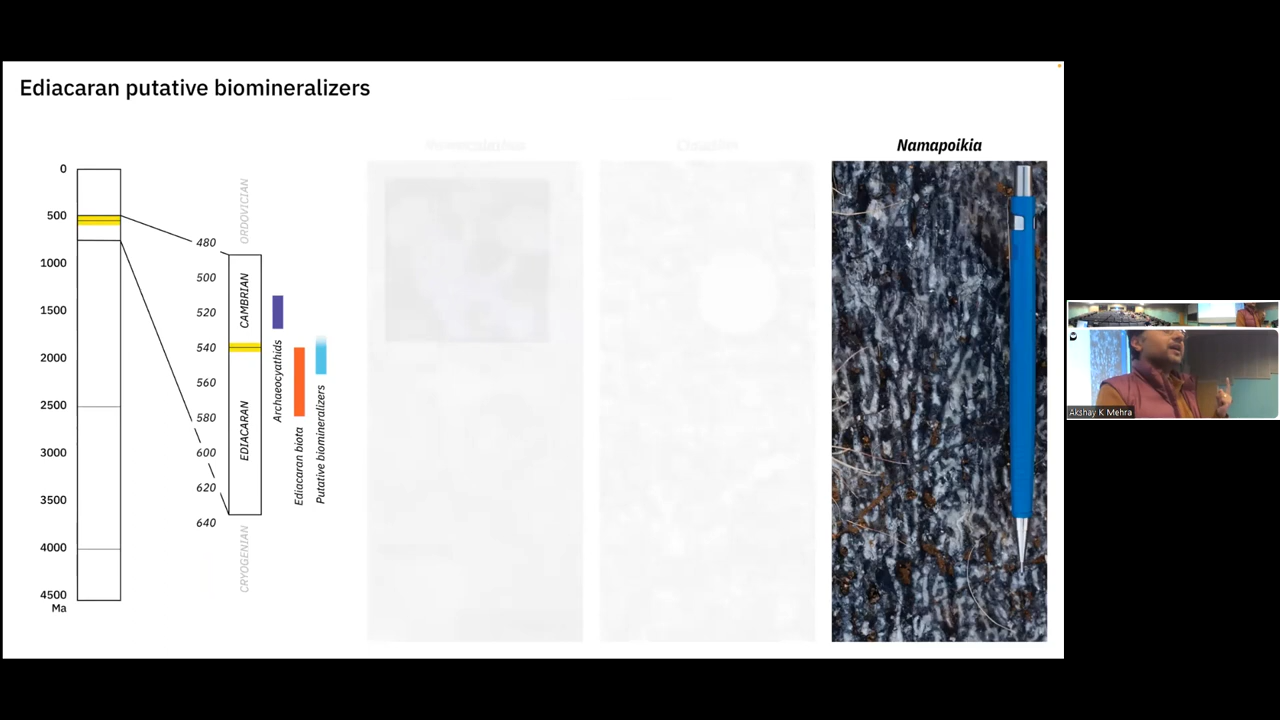 Ediacaran putative biomineralizers
Namapoikia
0
500
1000
1500
2000
2500
3000
3500
4000
4500
Ma
480
500
520
540
560
580
600
620
640
ORDOVICIAN
CAMBRIAN
EDIACARAN
CRYOGENIAN
Archaeocyathids
Ediacaran biota
Putative biomineralizers
Akshay K Mehra